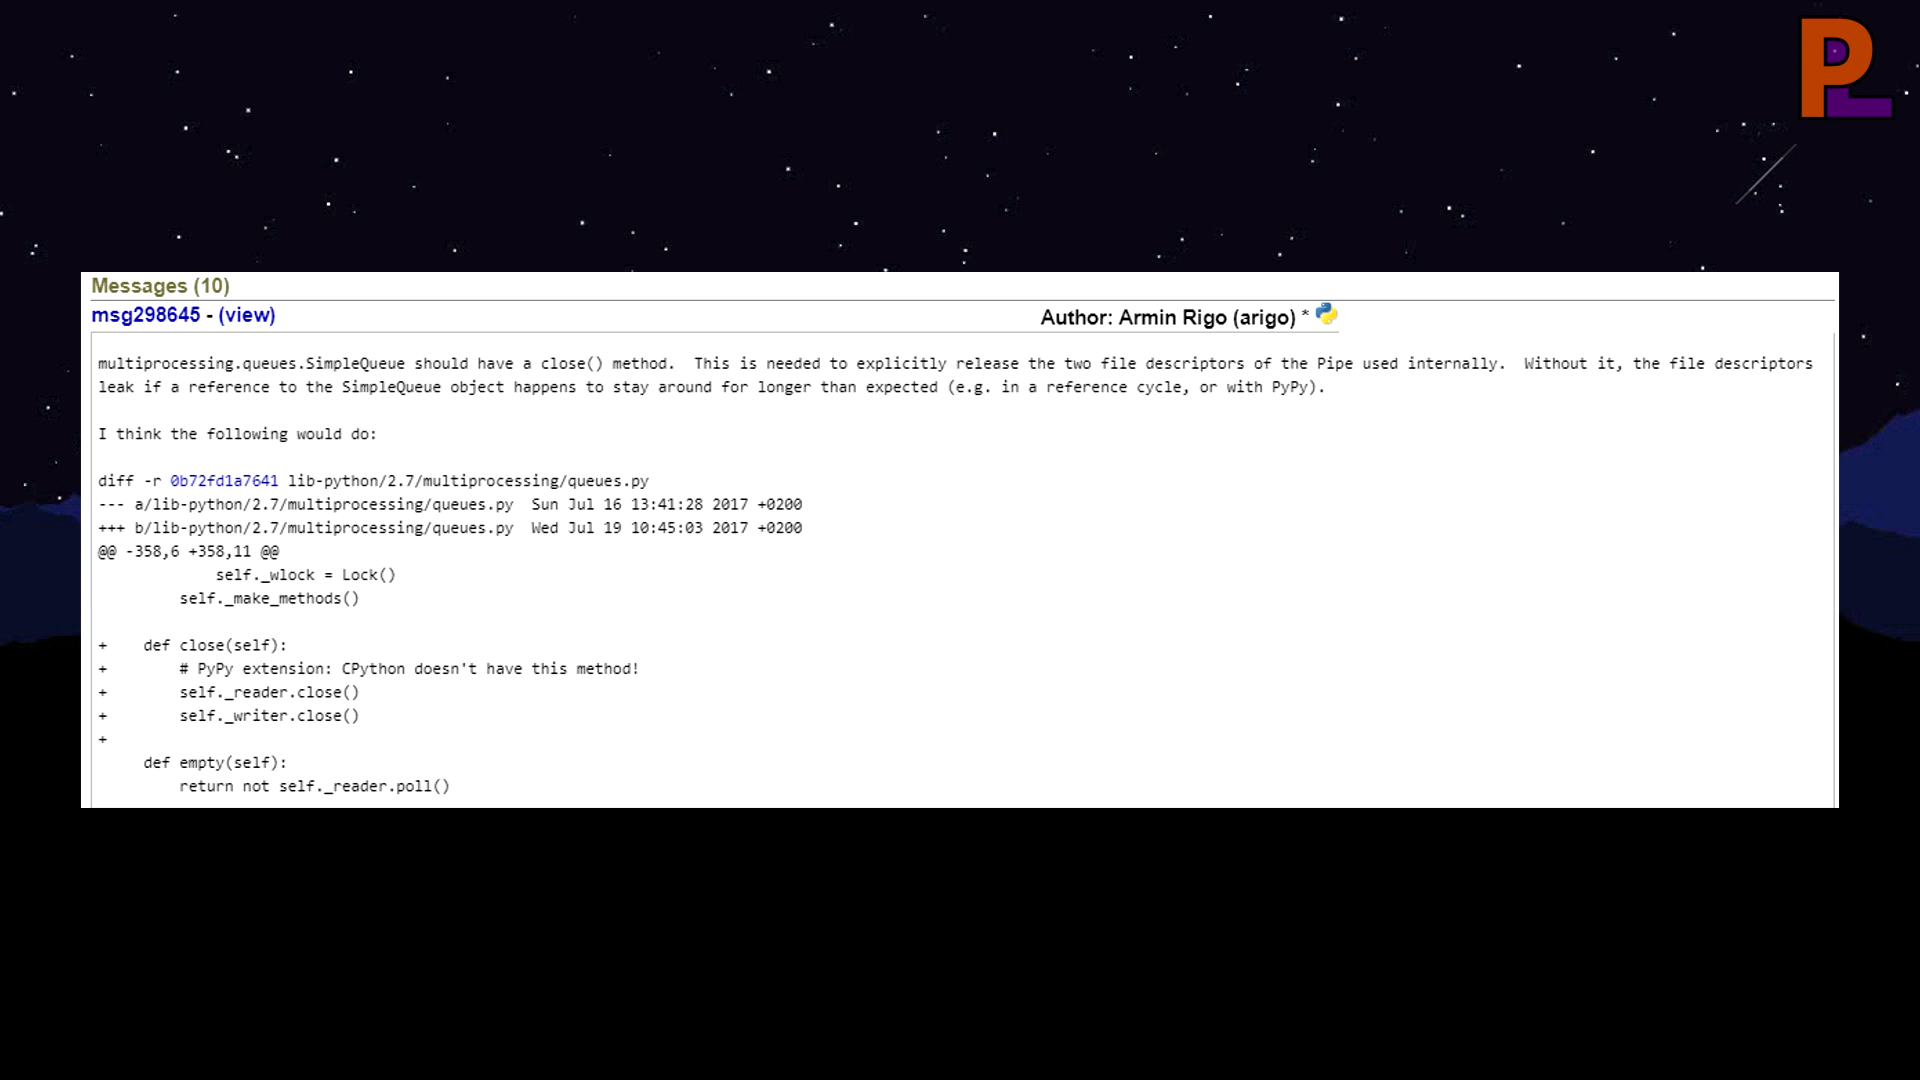 PL
Messages (10)
msg298645 - (view) Author: Armin Rigo (arigo) *
multiprocessing.queues.SimpleQueue should have a close() method.  This is needed to explicitly release the two file descriptors of the Pipe used internally.  Without it, the file descriptors
leak if a reference to the SimpleQueue object happens to stay around for longer than expected (e.g. in a reference cycle, or with PyPy).
I think the following would do:
diff -r 0b72fd1a7641 lib-python/2.7/multiprocessing/queues.py
--- a/lib-python/2.7/multiprocessing/queues.py  Sun Jul 16 13:41:28 2017 +0200
+++ b/lib-python/2.7/multiprocessing/queues.py  Wed Jul 19 10:45:03 2017 +0200
@@ -358,6 +358,11 @@
             self._wlock = Lock()
         self._make_methods()
+    def close(self):
+        # PyPy extension: CPython doesn't have this method!
+        self._reader.close()
+        self._writer.close()
+
     def empty(self):
         return not self._reader.poll()